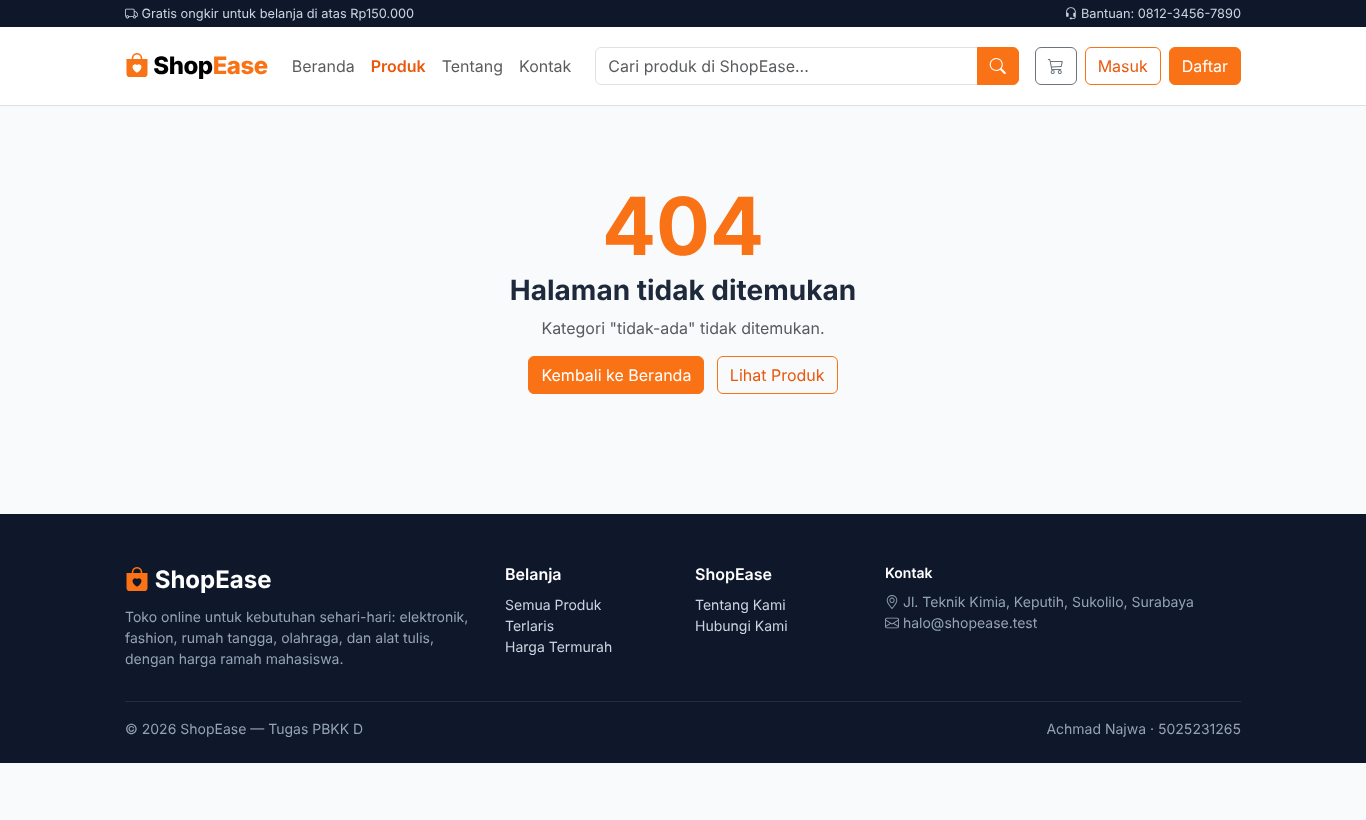 Gratis ongkir untuk belanja di atas Rp150.000
Bantuan: 0812-3456-7890
ShopEase
Beranda
Produk
Tentang
Kontak
Cari produk di ShopEase...
Masuk
Daftar
404
Halaman tidak ditemukan
Kategori "tidak-ada" tidak ditemukan.
Kembali ke Beranda
Lihat Produk
ShopEase
Toko online untuk kebutuhan sehari-hari: elektronik,
fashion, rumah tangga, olahraga, dan alat tulis,
dengan harga ramah mahasiswa.
Belanja
Semua Produk
Terlaris
Harga Termurah
ShopEase
Tentang Kami
Hubungi Kami
Kontak
Jl. Teknik Kimia, Keputih, Sukolilo, Surabaya
halo@shopease.test
© 2026 ShopEase — Tugas PBKK D
Achmad Najwa · 5025231265